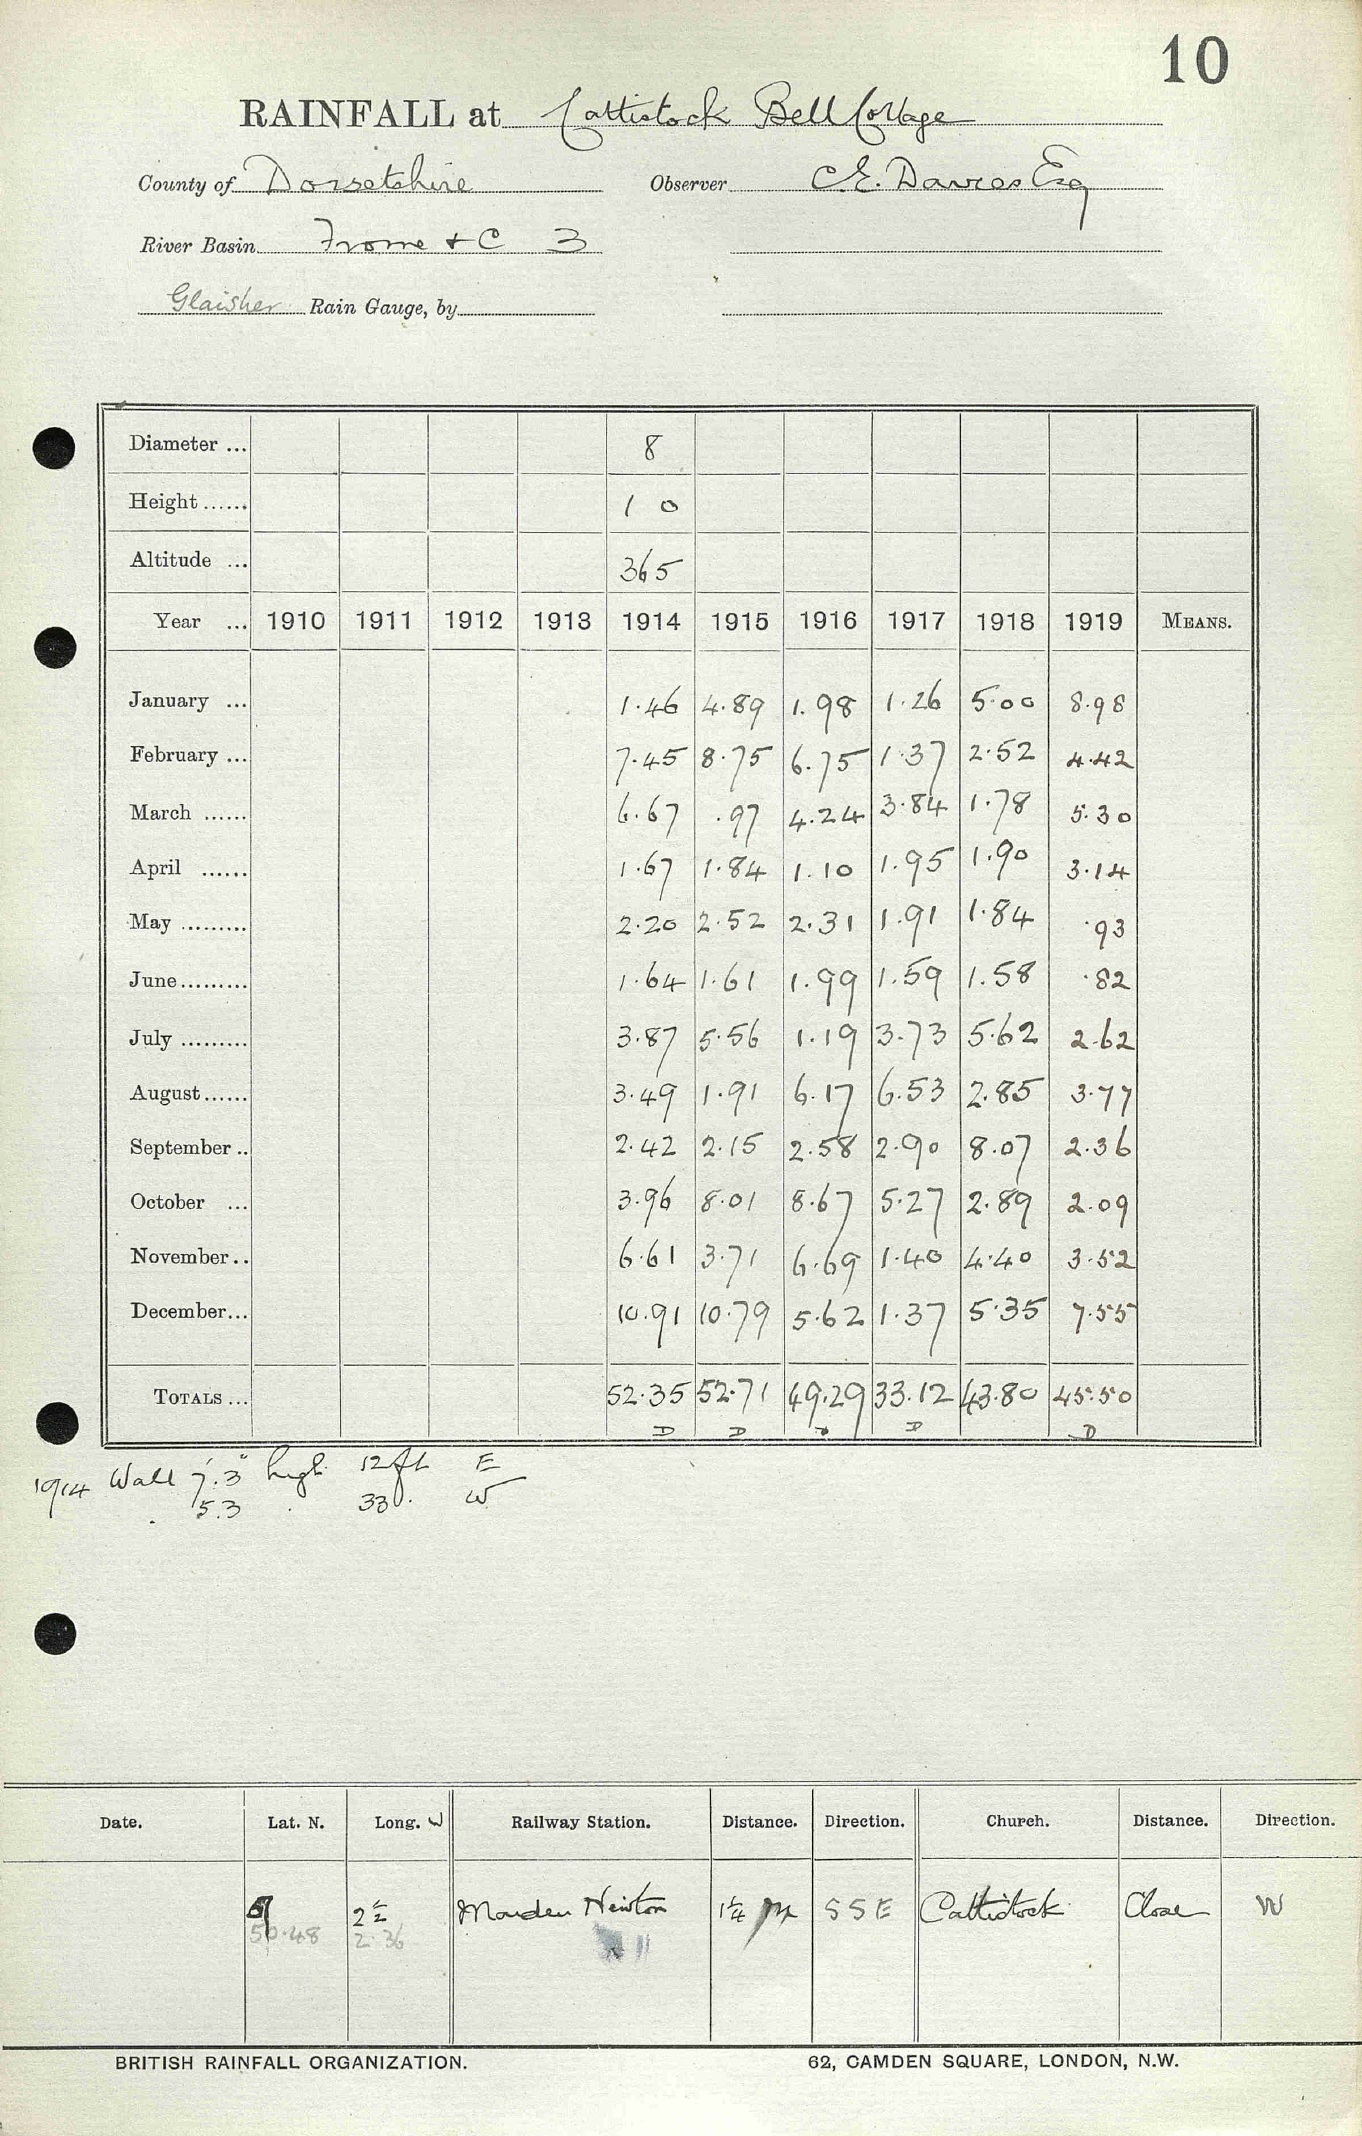 10
RAINFALL at Cattistock Bell Cottage
County of Dorsetshire Observer C.E. Davies Esq
River Basin Frome & C 3
Glaisher Rain Gauge, by
Diameter ... 8
Height ...... 1 0
Altitude ... 365
Year ... 1910 1911 1912 1913 1914 1915 1916 1917 1918 1919 MEANS.
January ... 1.46 4.89 1.98 1.26 5.00 8.98
February ... 7.45 8.75 6.75 1.37 2.52 4.42
March ...... 6.67 .97 4.24 3.84 1.78 5.30
April ...... 1.67 1.84 1.10 1.95 1.90 3.14
May ......... 2.20 2.52 2.31 1.91 1.84 .93
June ......... 1.64 1.61 1.99 1.59 1.58 .82
July ......... 3.87 5.56 1.19 3.73 5.62 2.62
August ...... 3.49 1.91 6.17 6.53 2.85 3.77
September .. 2.42 2.15 2.58 2.90 8.07 2.36
October ... 3.96 8.01 8.67 5.27 2.89 2.09
November .. 6.61 3.71 6.69 1.40 4.40 3.52
December ... 10.91 10.79 5.62 1.37 5.35 7.55
TOTALS ... 52.35 52.71 49.29 33.12 43.80 45.50
D D D D D
1914 Wall 7.3 high 12ft E
5.3 33 W
Date. Lat. N. Long. W Railway Station. Distance. Direction. Church. Distance. Direction.
2½ Maiden Newton 1¼ M S S E Cattistock Close W
50.48 2.36
BRITISH RAINFALL ORGANIZATION. 62, CAMDEN SQUARE, LONDON, N.W.